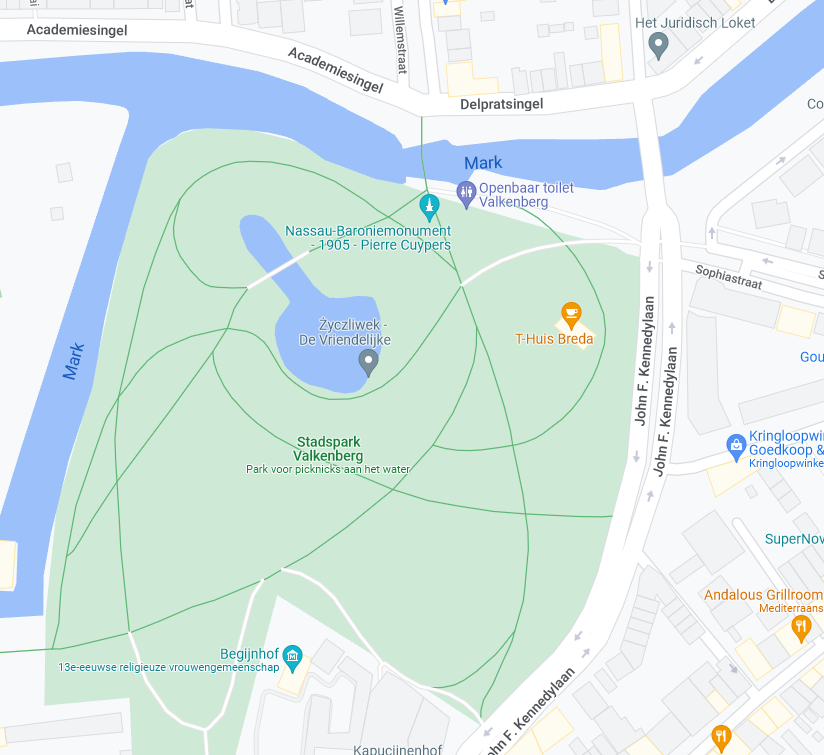 Academiesingel
Willemstraat
Academiesingel
Het Juridisch Loket
Delpratsingel
Co
Mark
Openbaar toilet
Valkenberg
Nassau-Baroniemonument
- 1905 - Pierre Cuypers
Sophiastraat
S
Życzliwek -
De Vriendelijke
T-Huis Breda
John F. Kennedylaan
John F. Kennedylaan
Mark
Gou
Stadspark
Valkenberg
Park voor picknicks aan het water
Kringloopwin
Goedkoop &
Kringloopwinke
SuperNov
Andalous Grillroom
Mediterraans
Begijnhof
13e-eeuwse religieuze vrouwengemeenschap
John F. Kennedylaan
Kapucijnenhof